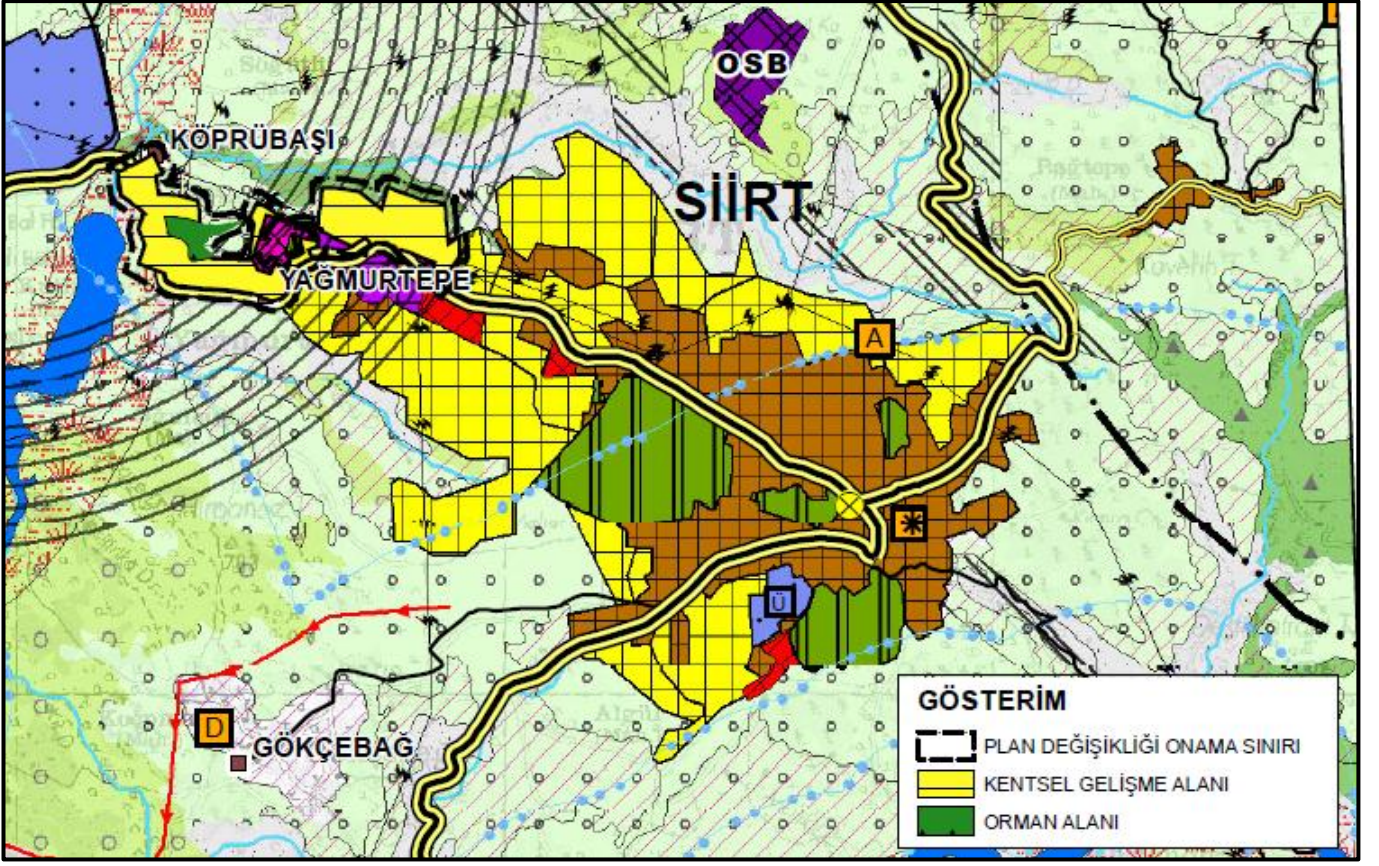 OSB
KÖPRÜBAŞI
SİİRT
YAĞMURTEPE
A
Ü
D
GÖKÇEBAĞ
GÖSTERİM
PLAN DEĞİŞİKLİĞİ ONAMA SINIRI
KENTSEL GELİŞME ALANI
ORMAN ALANI